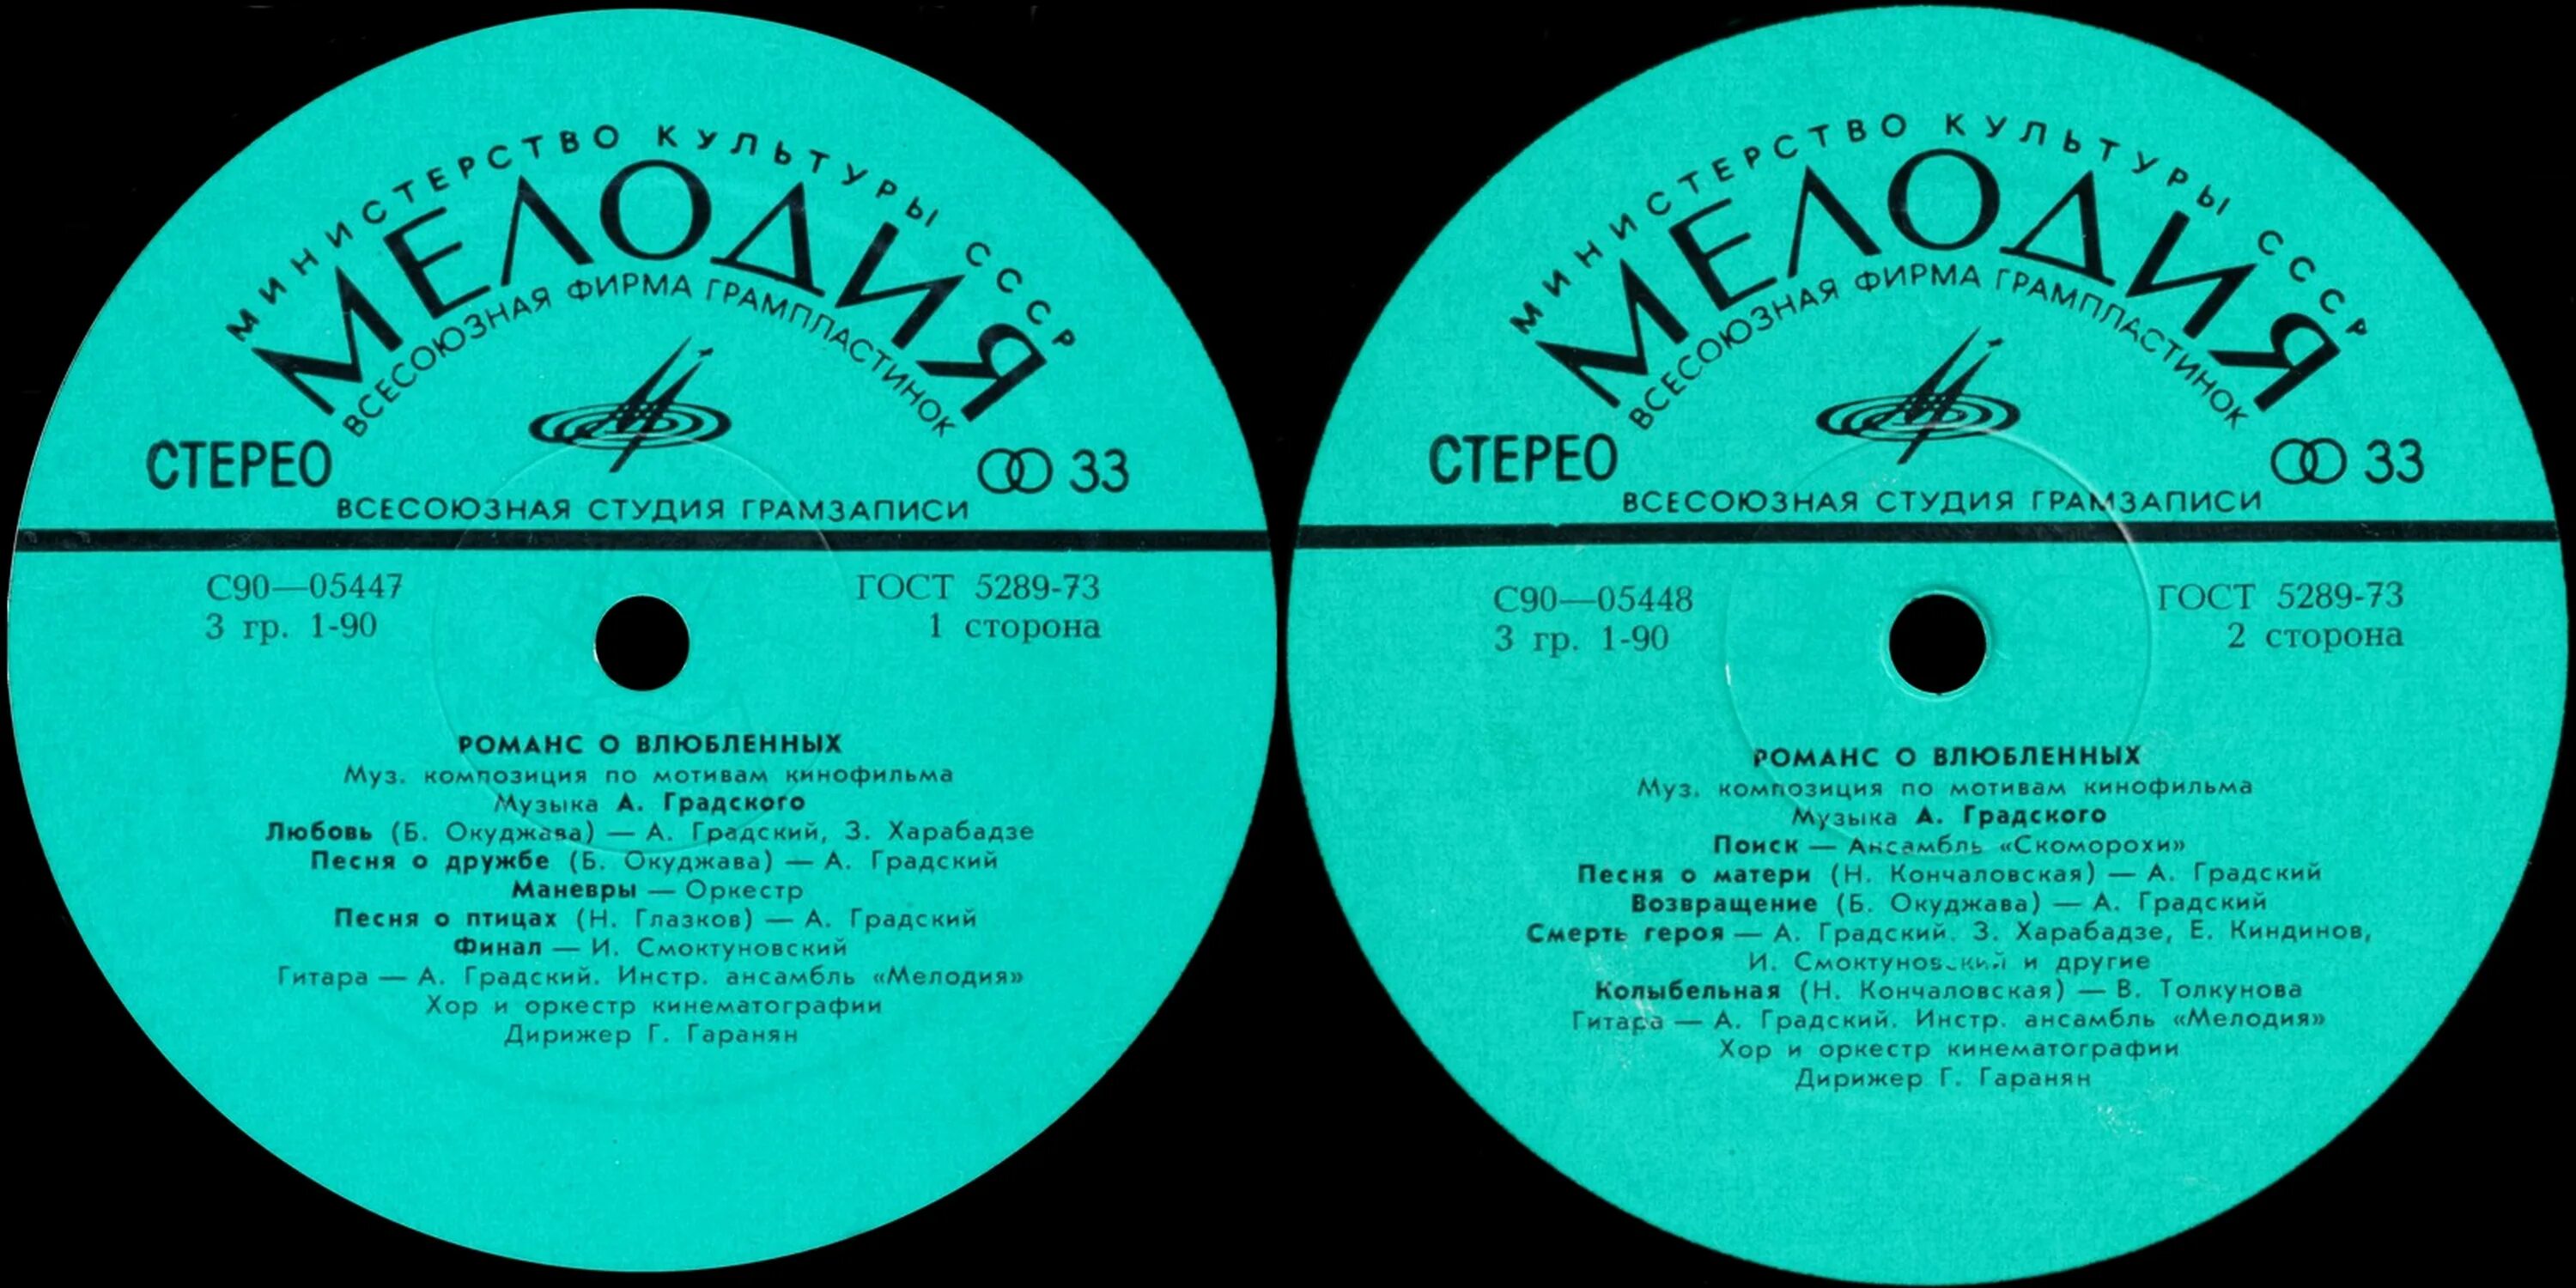 МИНИСТЕРСТВО КУЛЬТУРЫ СССР
МЕЛОДИЯ
ВСЕСОЮЗНАЯ ФИРМА ГРАМПЛАСТИНОК
СТЕРЕО
33
ВСЕСОЮЗНАЯ СТУДИЯ ГРАМЗАПИСИ
С90—05447 ГОСТ 5289-73
3 гр. 1-90 1 сторона
РОМАНС О ВЛЮБЛЕННЫХ
Муз. композиция по мотивам кинофильма
Музыка А. Градского
Любовь (Б. Окуджава) — А. Градский, З. Харабадзе
Песня о дружбе (Б. Окуджава) — А. Градский
Маневры — Оркестр
Песня о птицах (Н. Глазков) — А. Градский
Финал — И. Смоктуновский
Гитара — А. Градский. Инстр. ансамбль «Мелодия»
Хор и оркестр кинематографии
Дирижер Г. Гаранян
МИНИСТЕРСТВО КУЛЬТУРЫ СССР
МЕЛОДИЯ
ВСЕСОЮЗНАЯ ФИРМА ГРАМПЛАСТИНОК
СТЕРЕО
33
ВСЕСОЮЗНАЯ СТУДИЯ ГРАМЗАПИСИ
С90—05448 ГОСТ 5289-73
3 гр. 1-90 2 сторона
РОМАНС О ВЛЮБЛЕННЫХ
Муз. композиция по мотивам кинофильма
Музыка А. Градского
Поиск — Ансамбль «Скоморохи»
Песня о матери (Н. Кончаловская) — А. Градский
Возвращение (Б. Окуджава) — А. Градский
Смерть героя — А. Градский. З. Харабадзе, Е. Киндинов,
И. Смоктуновский и другие
Колыбельная (Н. Кончаловская) — В. Толкунова
Гитара — А. Градский. Инстр. ансамбль «Мелодия»
Хор и оркестр кинематографии
Дирижер Г. Гаранян